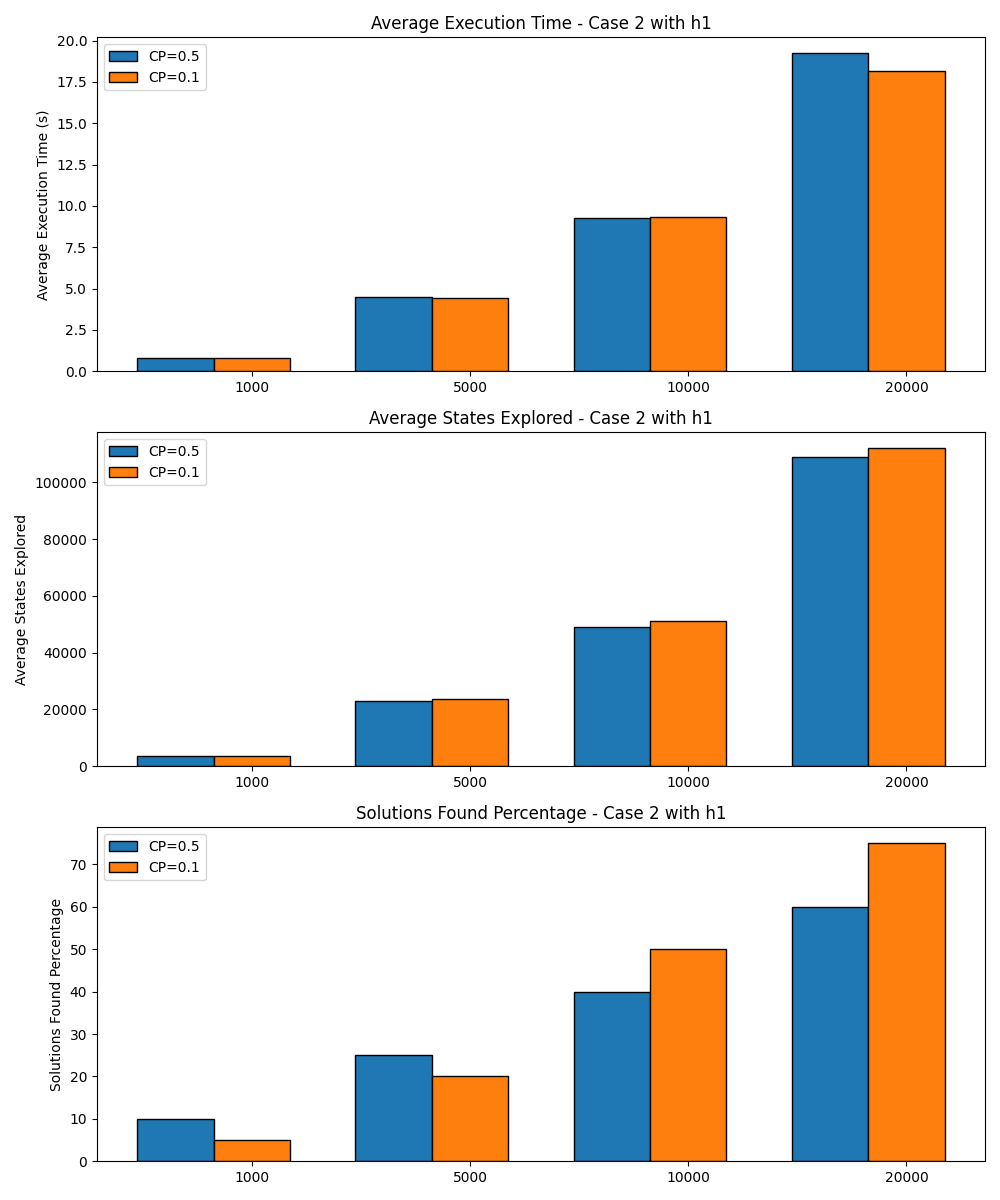 Average Execution Time - Case 2 with h1
CP=0.5
CP=0.1
Average Execution Time (s)
20.0
17.5
15.0
12.5
10.0
7.5
5.0
2.5
0.0
1000 5000 10000 20000
Average States Explored - Case 2 with h1
CP=0.5
CP=0.1
Average States Explored
100000
80000
60000
40000
20000
0
1000 5000 10000 20000
Solutions Found Percentage - Case 2 with h1
CP=0.5
CP=0.1
Solutions Found Percentage
70
60
50
40
30
20
10
0
1000 5000 10000 20000